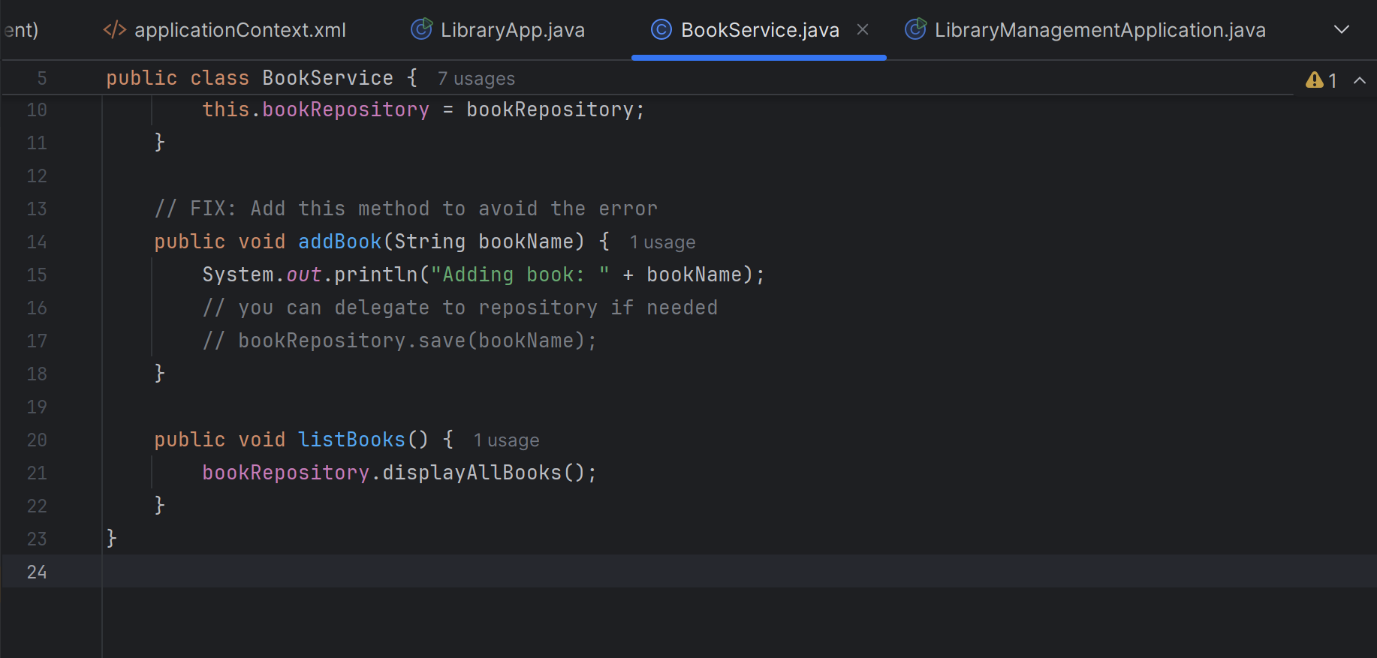 ent) </> applicationContext.xml LibraryApp.java BookService.java LibraryManagementApplication.java
5 public class BookService { 7 usages 1
10 this.bookRepository = bookRepository;
11 }
12
13 // FIX: Add this method to avoid the error
14 public void addBook(String bookName) { 1 usage
15 System.out.println("Adding book: " + bookName);
16 // you can delegate to repository if needed
17 // bookRepository.save(bookName);
18 }
19
20 public void listBooks() { 1 usage
21 bookRepository.displayAllBooks();
22 }
23 }
24